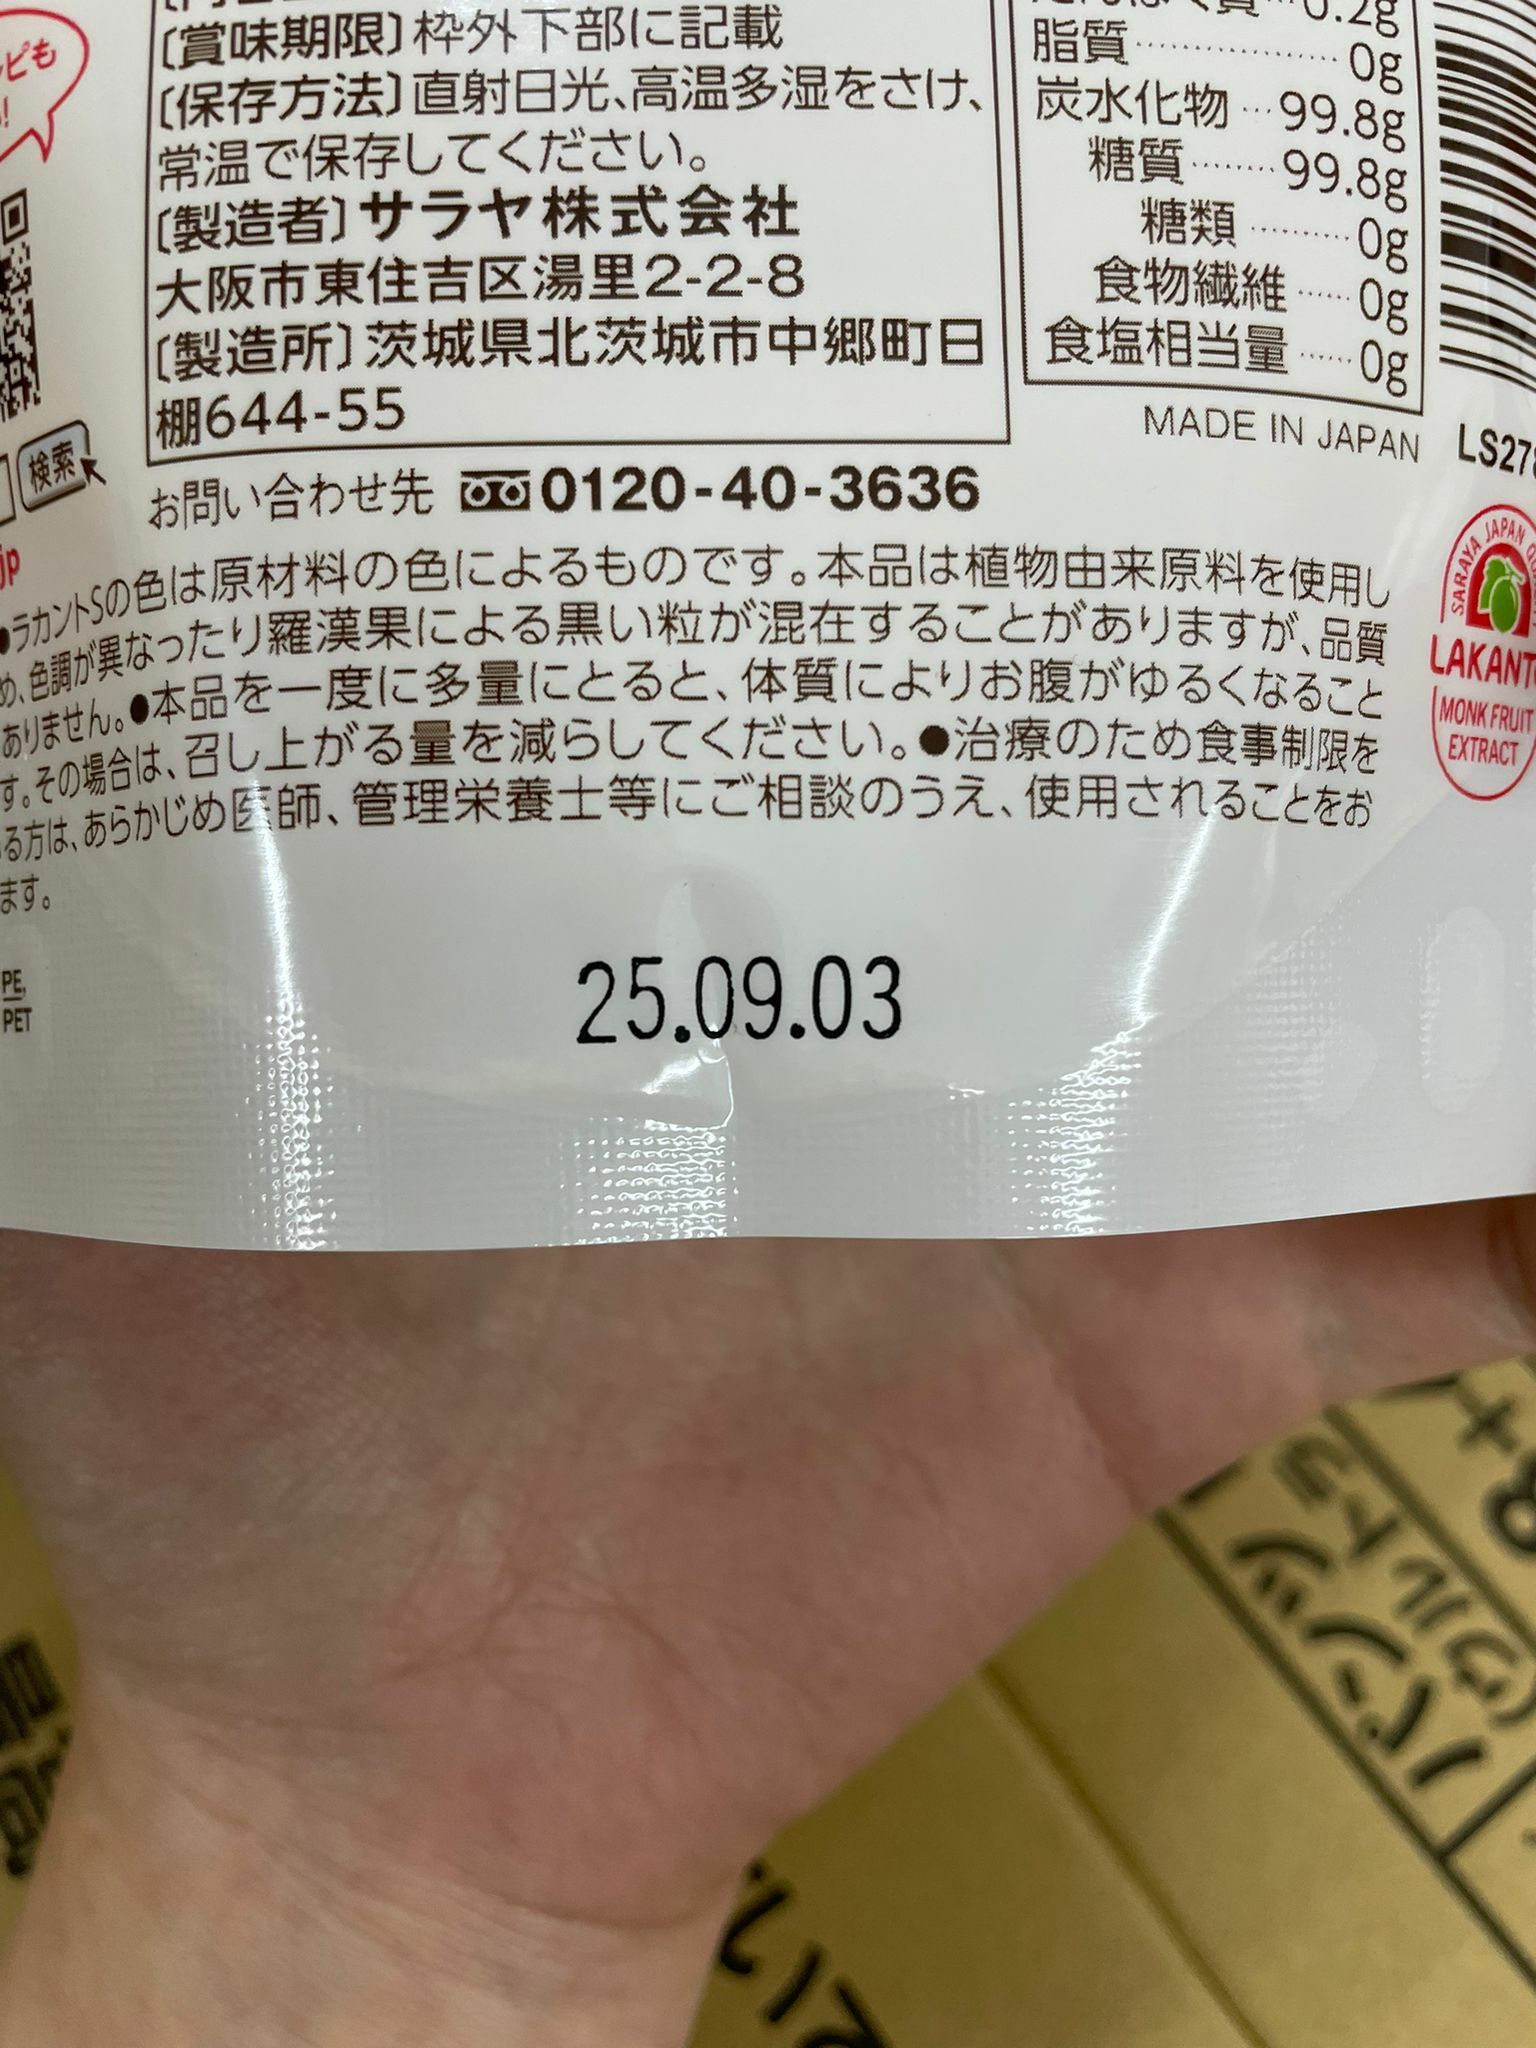 ピも
〔賞味期限〕枠外下部に記載
〔保存方法〕直射日光、高温多湿をさけ、
常温で保存してください。
〔製造者〕サラヤ株式会社
大阪市東住吉区湯里2-2-8
〔製造所〕茨城県北茨城市中郷町日
棚644-55
お問い合わせ先 0120-40-3636
検索
jp
0.2g
脂質 0g
炭水化物 99.8g
糖質 99.8g
糖類 0g
食物繊維 0g
食塩相当量 0g
MADE IN JAPAN
LS278
SARAYA JAPAN
LAKANTO
MONK FRUIT
EXTRACT
●ラカントSの色は原材料の色によるものです。本品は植物由来原料を使用し
め、色調が異なったり羅漢果による黒い粒が混在することがありますが、品質
ありません。●本品を一度に多量にとると、体質によりお腹がゆるくなること
す。その場合は、召し上がる量を減らしてください。●治療のため食事制限を
る方は、あらかじめ医師、管理栄養士等にご相談のうえ、使用されることをお
ます。
PE,
PET
25.09.03